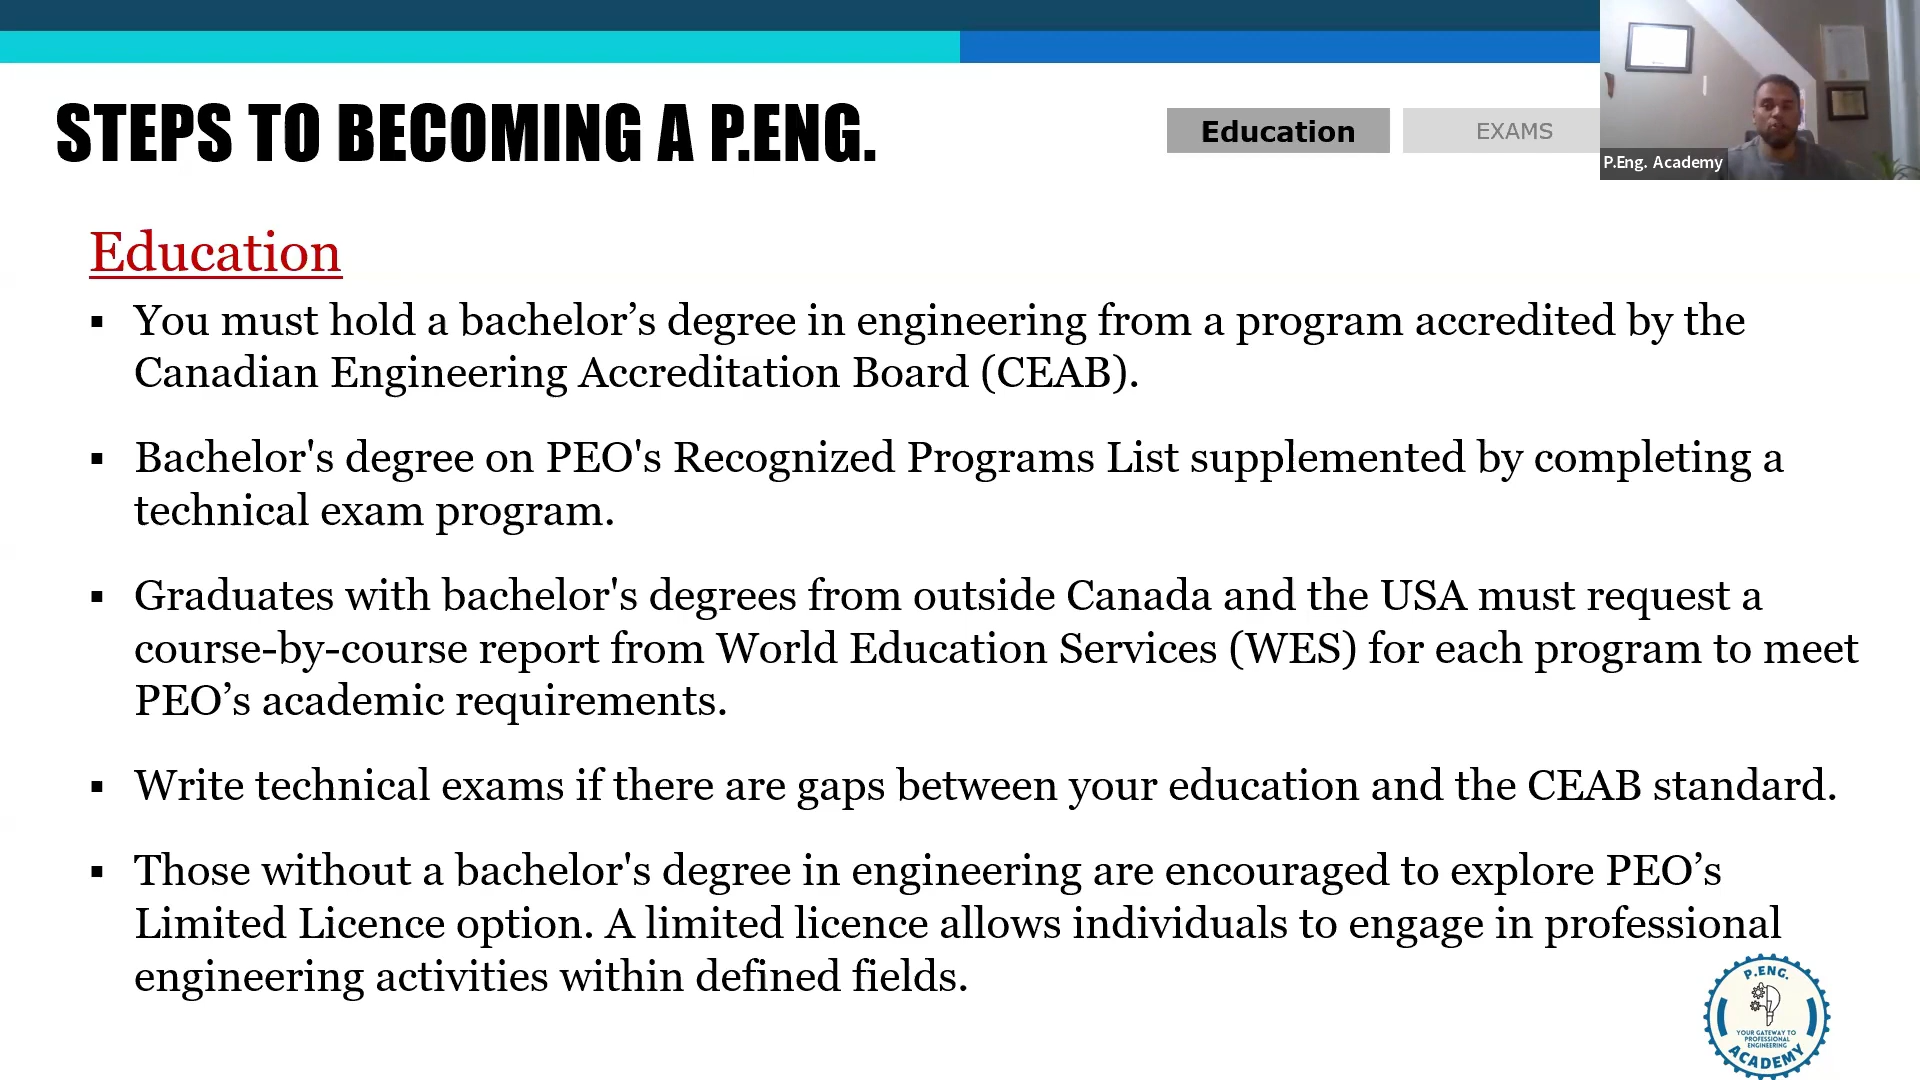 STEPS TO BECOMING A P.ENG.
Education
EXAMS
P.Eng. Academy
Education
▪ You must hold a bachelor’s degree in engineering from a program accredited by the
Canadian Engineering Accreditation Board (CEAB).
▪ Bachelor's degree on PEO's Recognized Programs List supplemented by completing a
technical exam program.
▪ Graduates with bachelor's degrees from outside Canada and the USA must request a
course-by-course report from World Education Services (WES) for each program to meet
PEO’s academic requirements.
▪ Write technical exams if there are gaps between your education and the CEAB standard.
▪ Those without a bachelor's degree in engineering are encouraged to explore PEO’s
Limited Licence option. A limited licence allows individuals to engage in professional
engineering activities within defined fields.
P.ENG.
YOUR GATEWAY TO
PROFESSIONAL
ENGINEERING
ACADEMY